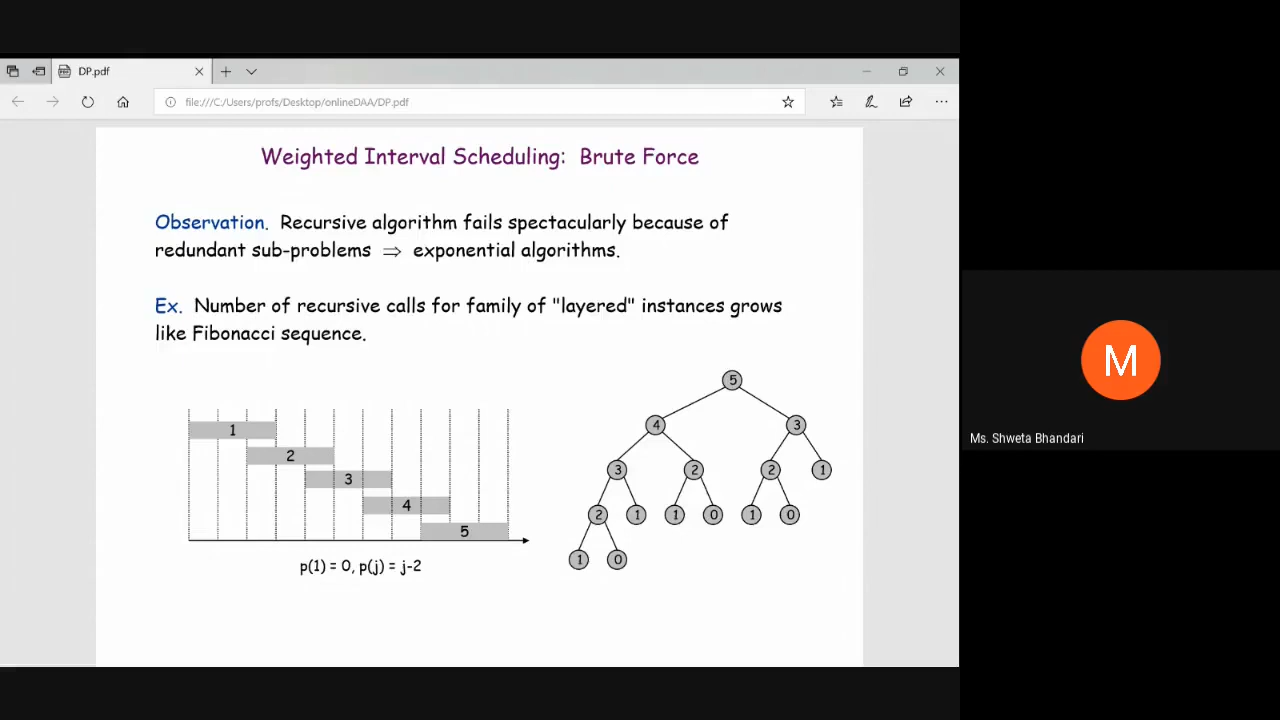 DP.pdf
file:///C:/Users/profs/Desktop/onlineDAA/DP.pdf
Weighted Interval Scheduling: Brute Force
Observation. Recursive algorithm fails spectacularly because of
redundant sub-problems ⇒ exponential algorithms.
Ex. Number of recursive calls for family of "layered" instances grows
like Fibonacci sequence.
1
2
3
4
5
p(1) = 0, p(j) = j-2
5
4 3
3 2 2 1
2 1 1 0 1 0
1 0
M
Ms. Shweta Bhandari